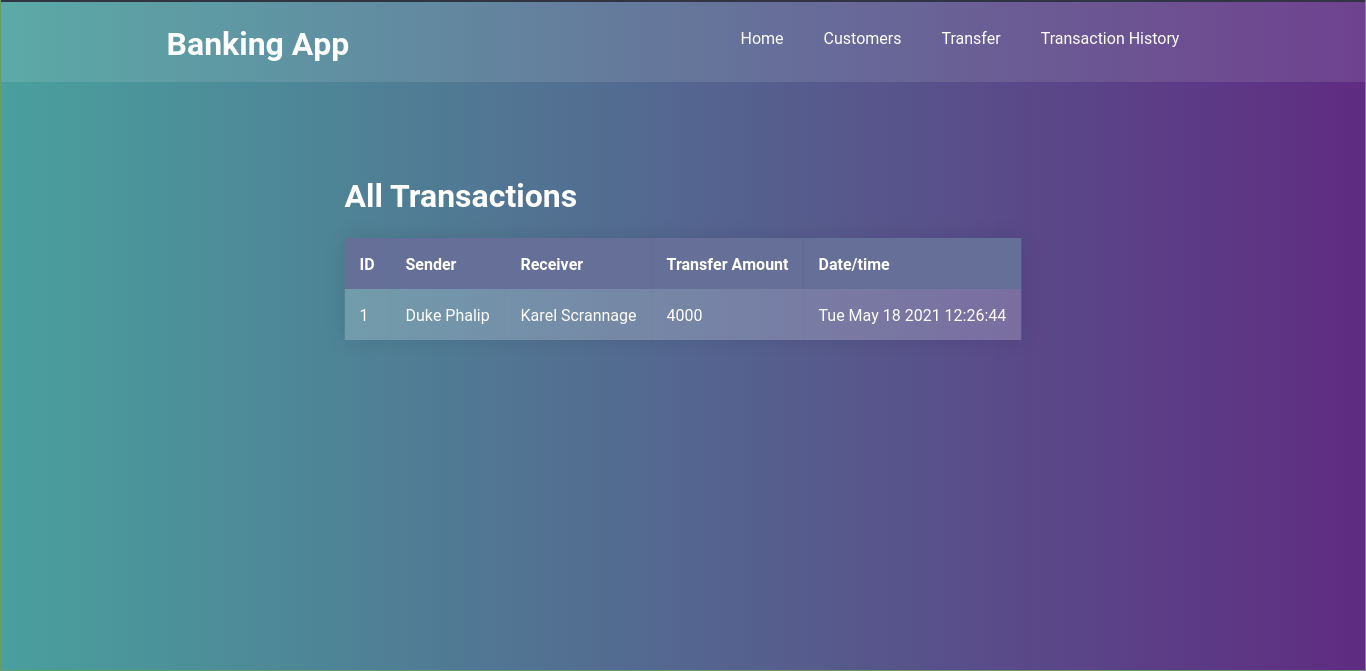 Banking App Home Customers Transfer Transaction History
All Transactions
ID Sender Receiver Transfer Amount Date/time
1 Duke Phalip Karel Scrannage 4000 Tue May 18 2021 12:26:44